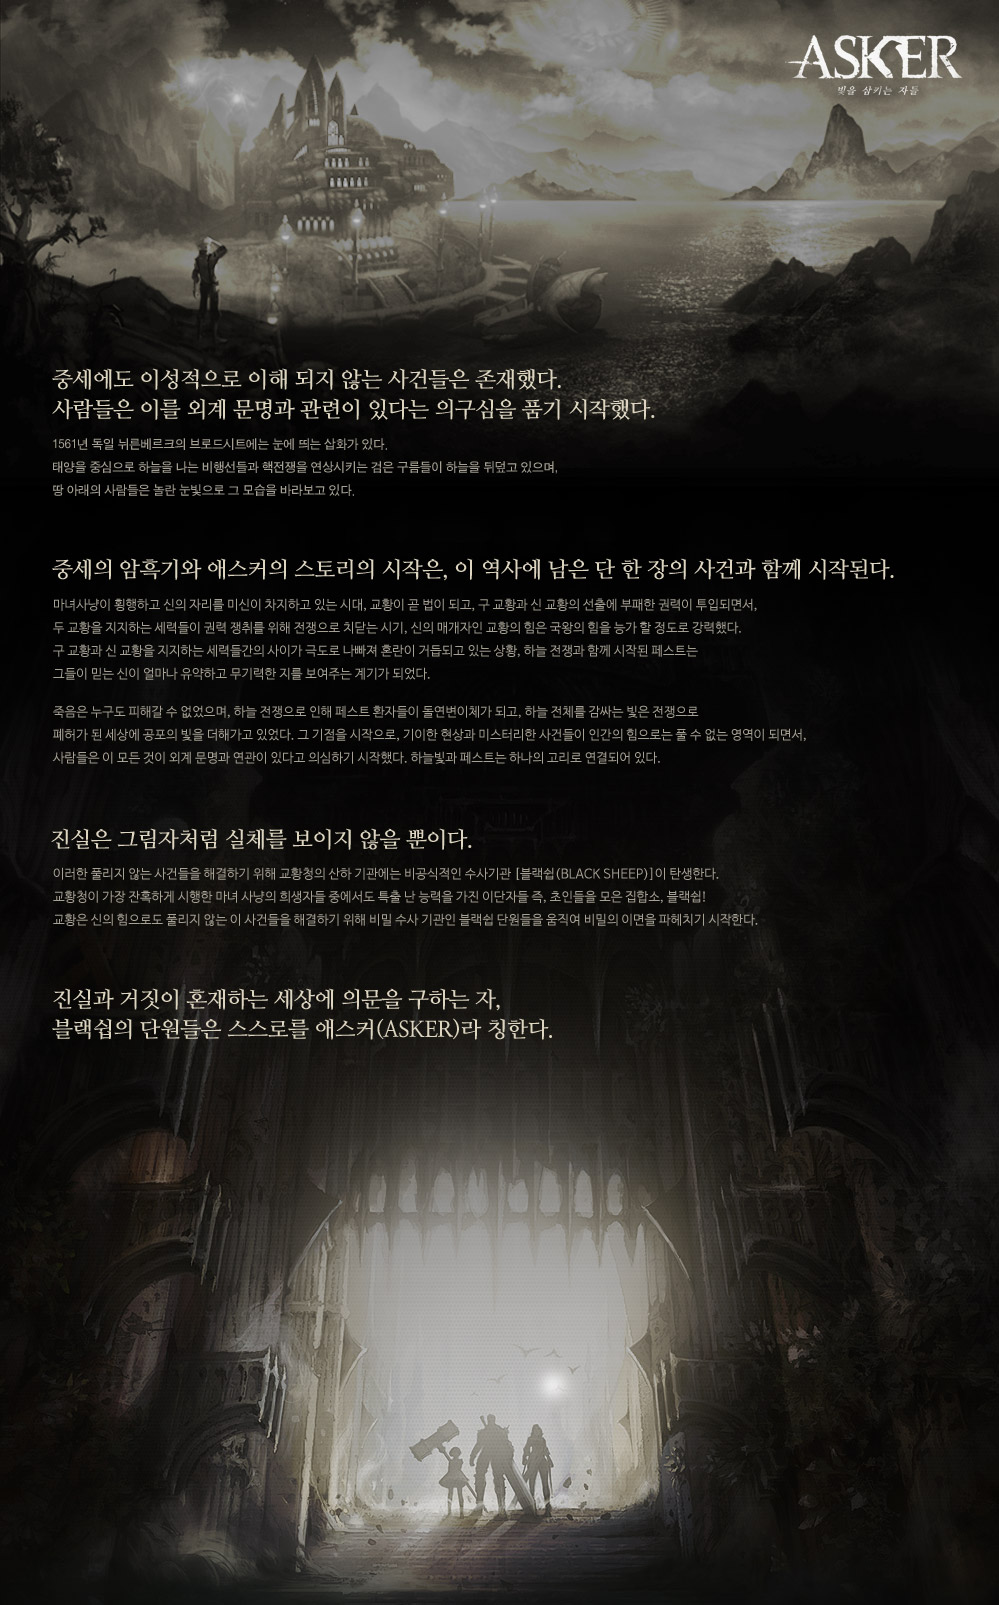 ASKER
빛을 삼키는 자들
중세에도 이성적으로 이해 되지 않는 사건들은 존재했다.
사람들은 이를 외계 문명과 관련이 있다는 의구심을 품기 시작했다.
1561년 독일 뉘른베르크의 브로드시트에는 눈에 띄는 삽화가 있다.
태양을 중심으로 하늘을 나는 비행선들과 핵전쟁을 연상시키는 검은 구름들이 하늘을 뒤덮고 있으며,
땅 아래의 사람들은 놀란 눈빛으로 그 모습을 바라보고 있다.
중세의 암흑기와 애스커의 스토리의 시작은, 이 역사에 남은 단 한 장의 사건과 함께 시작된다.
마녀사냥이 횡행하고 신의 자리를 미신이 차지하고 있는 시대, 교황이 곧 법이 되고, 구 교황과 신 교황의 선출에 부패한 권력이 투입되면서,
두 교황을 지지하는 세력들이 권력 쟁취를 위해 전쟁으로 치닫는 시기, 신의 매개자인 교황의 힘은 국왕의 힘을 능가 할 정도로 강력했다.
구 교황과 신 교황을 지지하는 세력들간의 사이가 극도로 나빠져 혼란이 거듭되고 있는 상황, 하늘 전쟁과 함께 시작된 페스트는
그들이 믿는 신이 얼마나 유약하고 무기력한 지를 보여주는 계기가 되었다.
죽음은 누구도 피해갈 수 없었으며, 하늘 전쟁으로 인해 페스트 환자들이 돌연변이체가 되고, 하늘 전체를 감싸는 빛은 전쟁으로
폐허가 된 세상에 공포의 빛을 더해가고 있었다. 그 기점을 시작으로, 기이한 현상과 미스터리한 사건들이 인간의 힘으로는 풀 수 없는 영역이 되면서,
사람들은 이 모든 것이 외계 문명과 연관이 있다고 의심하기 시작했다. 하늘빛과 페스트는 하나의 고리로 연결되어 있다.
진실은 그림자처럼 실체를 보이지 않을 뿐이다.
이러한 풀리지 않는 사건들을 해결하기 위해 교황청의 산하 기관에는 비공식적인 수사기관 [블랙쉽(BLACK SHEEP)]이 탄생한다.
교황청이 가장 잔혹하게 시행한 마녀 사냥의 희생자들 중에서도 특출 난 능력을 가진 이단자들 즉, 초인들을 모은 집합소, 블랙쉽!
교황은 신의 힘으로도 풀리지 않는 이 사건들을 해결하기 위해 비밀 수사 기관인 블랙쉽 단원들을 움직여 비밀의 이면을 파헤치기 시작한다.
진실과 거짓이 혼재하는 세상에 의문을 구하는 자,
블랙쉽의 단원들은 스스로를 애스커(ASKER)라 칭한다.